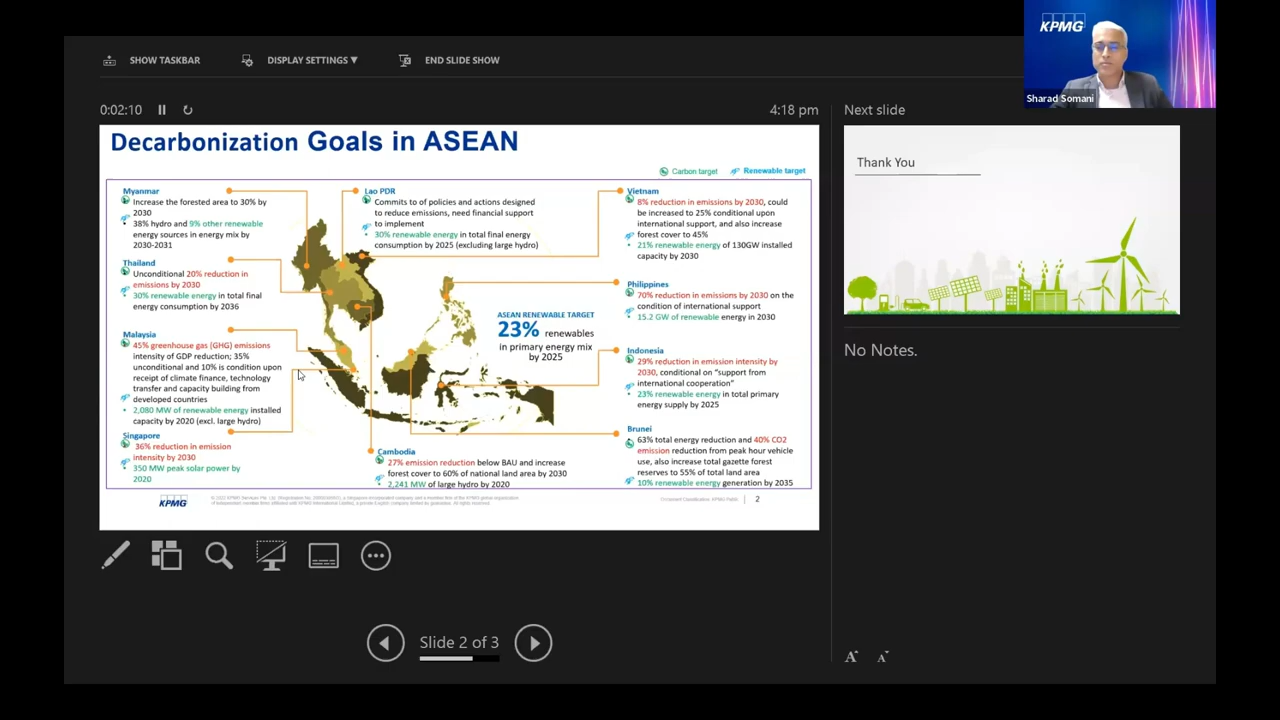 KPMG
Sharad Somani
SHOW TASKBAR
DISPLAY SETTINGS ▼
END SLIDE SHOW
0:02:10
4:18 pm
Next slide
Decarbonization Goals in ASEAN
Carbon target
Renewable target
Myanmar
Increase the forested area to 30% by
2030
• 38% hydro and 9% other renewable
energy sources in energy mix by
2030-2031
Thailand
Unconditional 20% reduction in
emissions by 2030
• 30% renewable energy in total final
energy consumption by 2036
Malaysia
45% greenhouse gas (GHG) emissions
intensity of GDP reduction; 35%
unconditional and 10% is condition upon
receipt of climate finance, technology
transfer and capacity building from
developed countries
• 2,080 MW of renewable energy installed
capacity by 2020 (excl. large hydro)
Singapore
36% reduction in emission
intensity by 2030
• 350 MW peak solar power by
2020
Lao PDR
Commits to of policies and actions designed
to reduce emissions, need financial support
to implement
• 30% renewable energy in total final energy
consumption by 2025 (excluding large hydro)
ASEAN RENEWABLE TARGET
23% renewables
in primary energy mix
by 2025
Cambodia
27% emission reduction below BAU and increase
forest cover to 60% of national land area by 2030
• 2,241 MW of large hydro by 2020
Vietnam
8% reduction in emissions by 2030, could
be increased to 25% conditional upon
international support, and also increase
forest cover to 45%
• 21% renewable energy of 130GW installed
capacity by 2030
Philippines
70% reduction in emissions by 2030 on the
condition of international support
• 15.2 GW of renewable energy in 2030
Indonesia
29% reduction in emission intensity by
2030, conditional on "support from
international cooperation"
• 23% renewable energy in total primary
energy supply by 2025
Brunei
63% total energy reduction and 40% CO2
emission reduction from peak hour vehicle
use, also increase total gazette forest
reserves to 55% of total land area
• 10% renewable energy generation by 2035
KPMG
2
Thank You
No Notes.
Slide 2 of 3
A
A